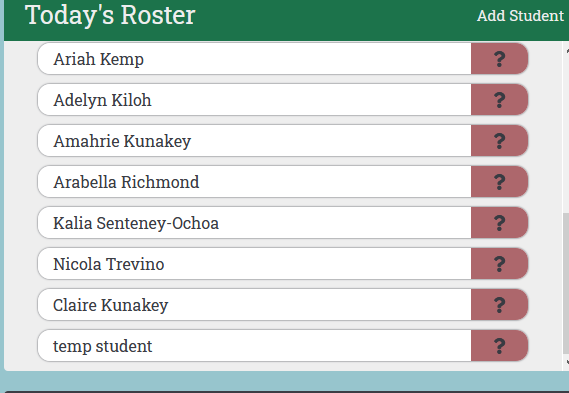 Today's Roster
Add Student
Ariah Kemp
?
Adelyn Kiloh
?
Amahrie Kunakey
?
Arabella Richmond
?
Kalia Senteney-Ochoa
?
Nicola Trevino
?
Claire Kunakey
?
temp student
?